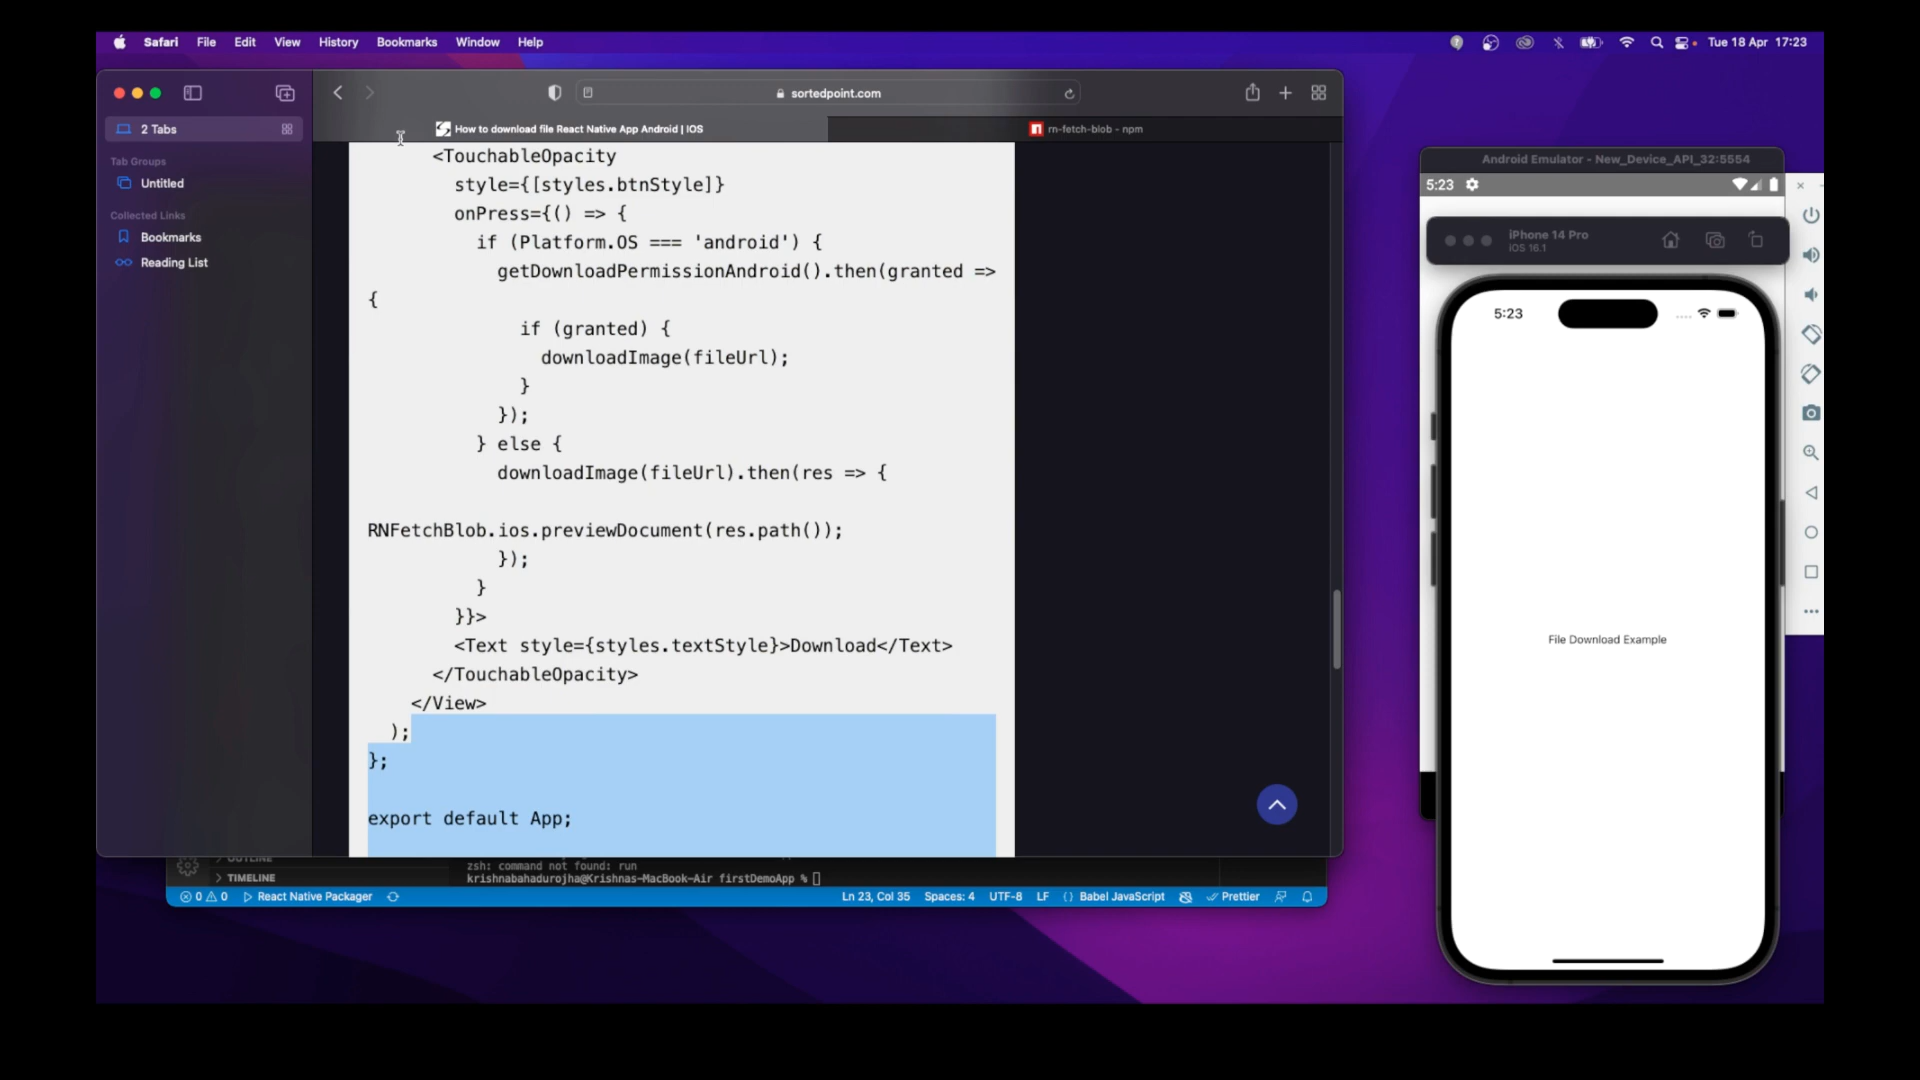 Safari File Edit View History Bookmarks Window Help
Tue 18 Apr 17:23
sortedpoint.com
2 Tabs
How to download file React Native App Android | IOS
rn-fetch-blob - npm
Tab Groups
Untitled
Collected Links
Bookmarks
Reading List
<TouchableOpacity
style={[styles.btnStyle]}
onPress={() => {
if (Platform.OS === 'android') {
getDownloadPermissionAndroid().then(granted =>
{
if (granted) {
downloadImage(fileUrl);
}
});
} else {
downloadImage(fileUrl).then(res => {
RNFetchBlob.ios.previewDocument(res.path());
});
}
}}>
<Text style={styles.textStyle}>Download</Text>
</TouchableOpacity>
</View>
);
};
export default App;
OUTLINE
TIMELINE
zsh: command not found: run
krishnabahadurojha@Krishnas-MacBook-Air firstDemoApp %
0 0 React Native Packager
Ln 23, Col 35 Spaces: 4 UTF-8 LF {} Babel JavaScript Prettier
Android Emulator - New_Device_API_32:5554
5:23
iPhone 14 Pro
iOS 16.1
5:23
File Download Example